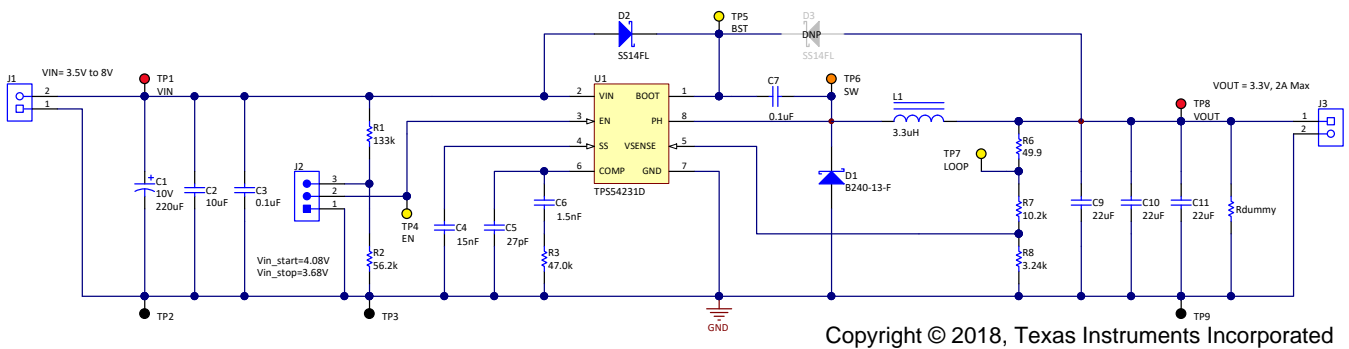 D2
SS14FL
TP5
BST
D3
DNP
SS14FL
J1
VIN= 3.5V to 8V
2
1
TP1
VIN
U1
2 VIN BOOT 1
3 EN PH 8
4 SS VSENSE 5
6 COMP GND 7
TPS54231D
C7
0.1uF
TP6
SW
L1
3.3uH
TP8
VOUT
VOUT = 3.3V, 2A Max
J3
1
2
R1
133k
J2
3
2
1
TP4
EN
C1
+
10V
220uF
C2
10uF
C3
0.1uF
Vin_start=4.08V
Vin_stop=3.68V
R2
56.2k
C4
15nF
C5
27pF
C6
1.5nF
R3
47.0k
D1
B240-13-F
TP7
LOOP
R6
49.9
R7
10.2k
R8
3.24k
C9
22uF
C10
22uF
C11
22uF
Rdummy
TP2
TP3
GND
TP9
Copyright © 2018, Texas Instruments Incorporated